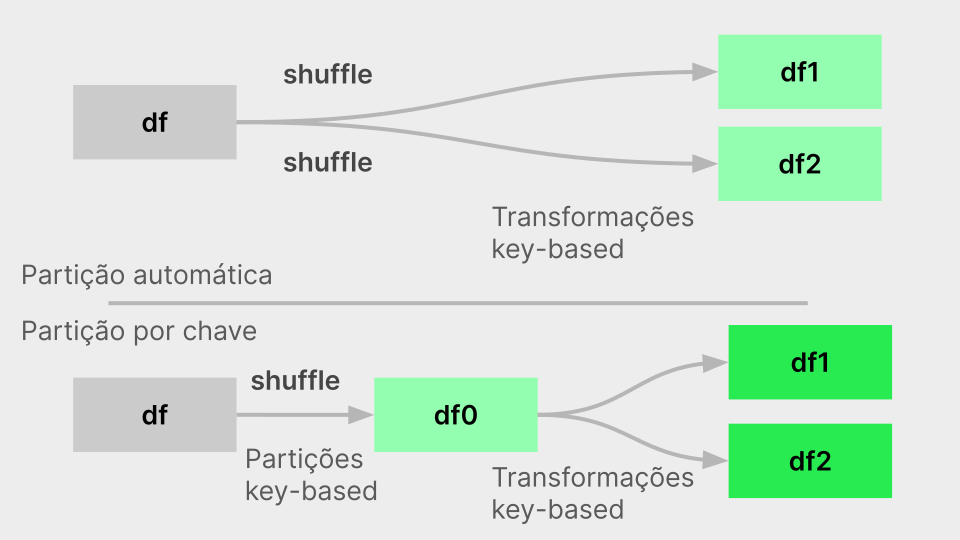 shuffle
df1
df
shuffle
df2
Transformações
key-based
Partição automática
Partição por chave
df
shuffle
df0
Partições
key-based
df1
df2
Transformações
key-based